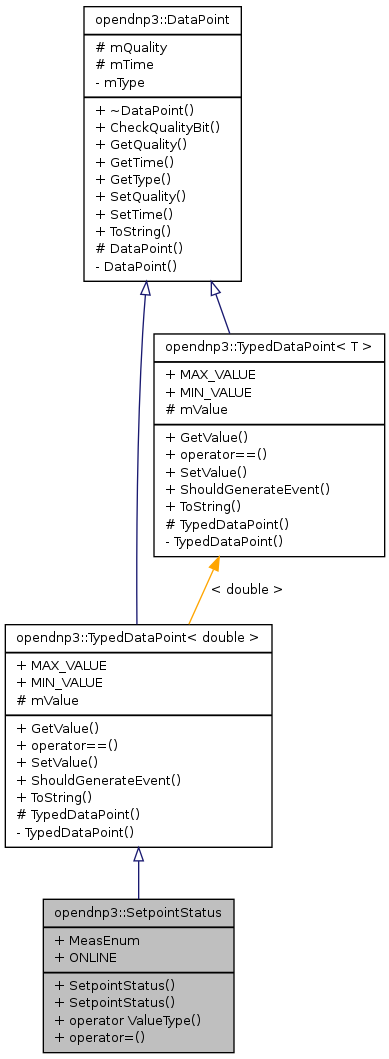 opendnp3::DataPoint
# mQuality
# mTime
- mType
+ ~DataPoint()
+ CheckQualityBit()
+ GetQuality()
+ GetTime()
+ GetType()
+ SetQuality()
+ SetTime()
+ ToString()
# DataPoint()
- DataPoint()
opendnp3::TypedDataPoint< T >
+ MAX_VALUE
+ MIN_VALUE
# mValue
+ GetValue()
+ operator==()
+ SetValue()
+ ShouldGenerateEvent()
+ ToString()
# TypedDataPoint()
- TypedDataPoint()
< double >
opendnp3::TypedDataPoint< double >
+ MAX_VALUE
+ MIN_VALUE
# mValue
+ GetValue()
+ operator==()
+ SetValue()
+ ShouldGenerateEvent()
+ ToString()
# TypedDataPoint()
- TypedDataPoint()
opendnp3::SetpointStatus
+ MeasEnum
+ ONLINE
+ SetpointStatus()
+ SetpointStatus()
+ operator ValueType()
+ operator=()